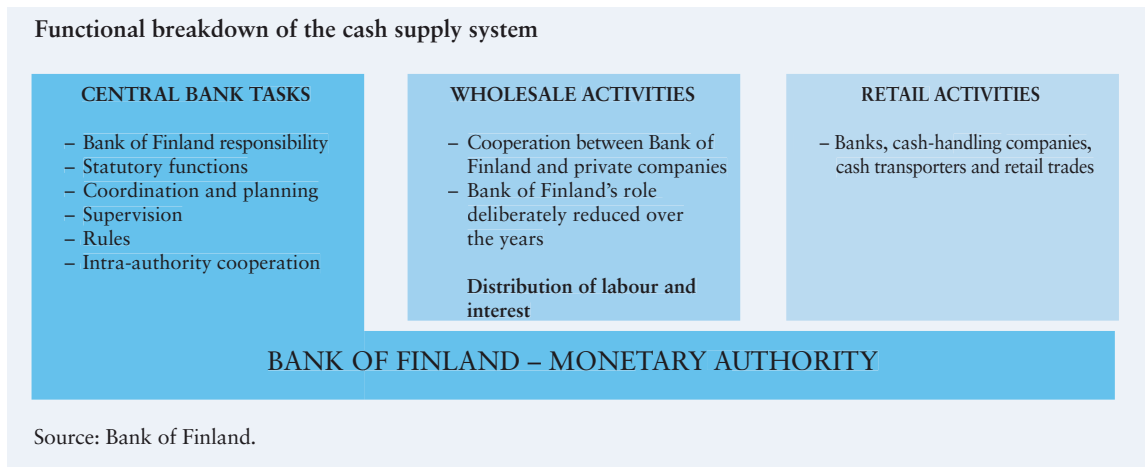 Functional breakdown of the cash supply system
CENTRAL BANK TASKS
– Bank of Finland responsibility
– Statutory functions
– Coordination and planning
– Supervision
– Rules
– Intra-authority cooperation
WHOLESALE ACTIVITIES
– Cooperation between Bank of
Finland and private companies
– Bank of Finland’s role
deliberately reduced over
the years
Distribution of labour and
interest
RETAIL ACTIVITIES
– Banks, cash-handling companies,
cash transporters and retail trades
BANK OF FINLAND – MONETARY AUTHORITY
Source: Bank of Finland.